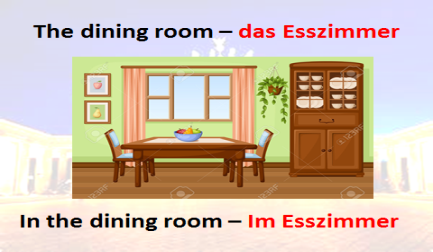 The dining room – das Esszimmer
In the dining room – Im Esszimmer